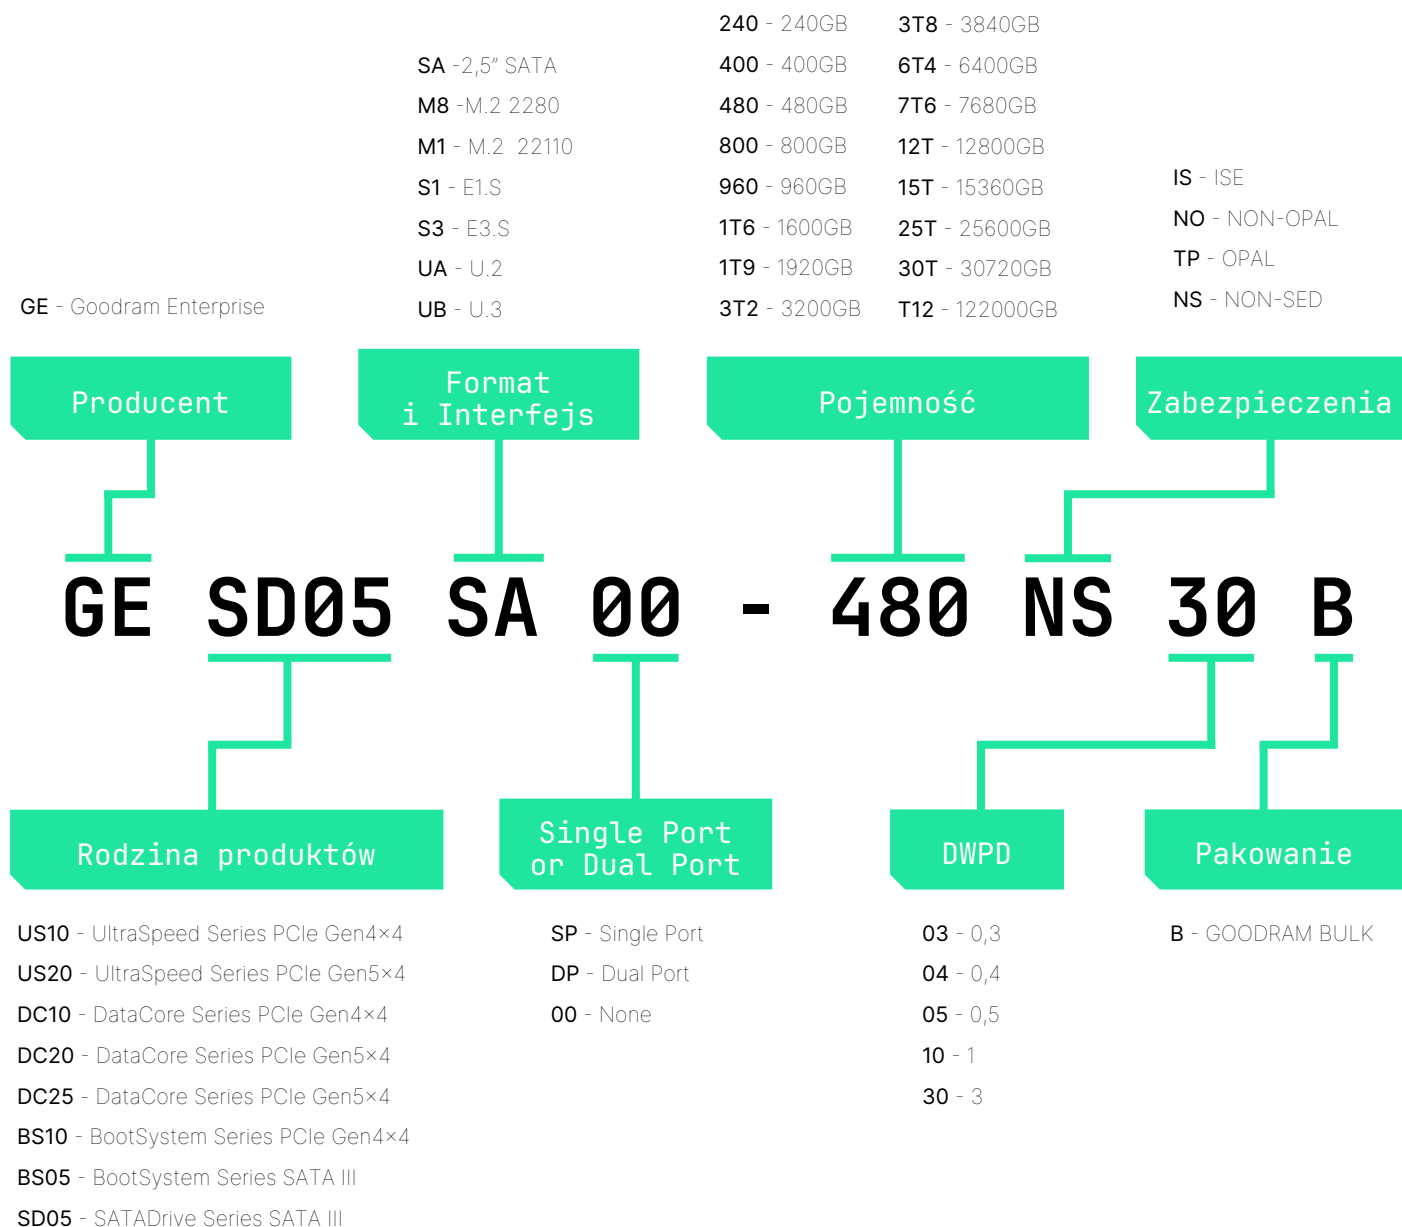 SA -2,5” SATA
M8 -M.2 2280
M1 - M.2 22110
S1 - E1.S
S3 - E3.S
UA - U.2
UB - U.3
240 - 240GB
400 - 400GB
480 - 480GB
800 - 800GB
960 - 960GB
1T6 - 1600GB
1T9 - 1920GB
3T2 - 3200GB
3T8 - 3840GB
6T4 - 6400GB
7T6 - 7680GB
12T - 12800GB
15T - 15360GB
25T - 25600GB
30T - 30720GB
T12 - 122000GB
IS - ISE
NO - NON-OPAL
TP - OPAL
NS - NON-SED
GE - Goodram Enterprise
Producent
Format
i Interfejs
Pojemność
Zabezpieczenia
GE SD05 SA 00 - 480 NS 30 B
Rodzina produktów
Single Port
or Dual Port
DWPD
Pakowanie
US10 - UltraSpeed Series PCIe Gen4×4
US20 - UltraSpeed Series PCIe Gen5×4
DC10 - DataCore Series PCIe Gen4×4
DC20 - DataCore Series PCIe Gen5×4
DC25 - DataCore Series PCIe Gen5×4
BS10 - BootSystem Series PCIe Gen4×4
BS05 - BootSystem Series SATA III
SD05 - SATADrive Series SATA III
SP - Single Port
DP - Dual Port
00 - None
03 - 0,3
04 - 0,4
05 - 0,5
10 - 1
30 - 3
B - GOODRAM BULK